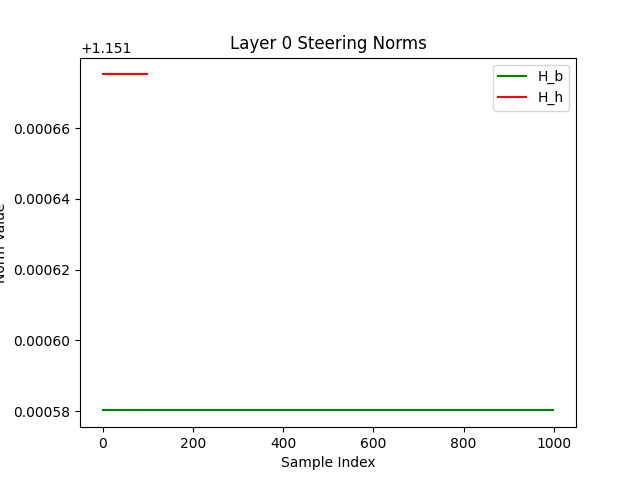 Layer 0 Steering Norms
+1.151
H_b
H_h
0.00066
0.00064
0.00062
0.00060
0.00058
Norm Value
0
200
400
600
800
1000
Sample Index